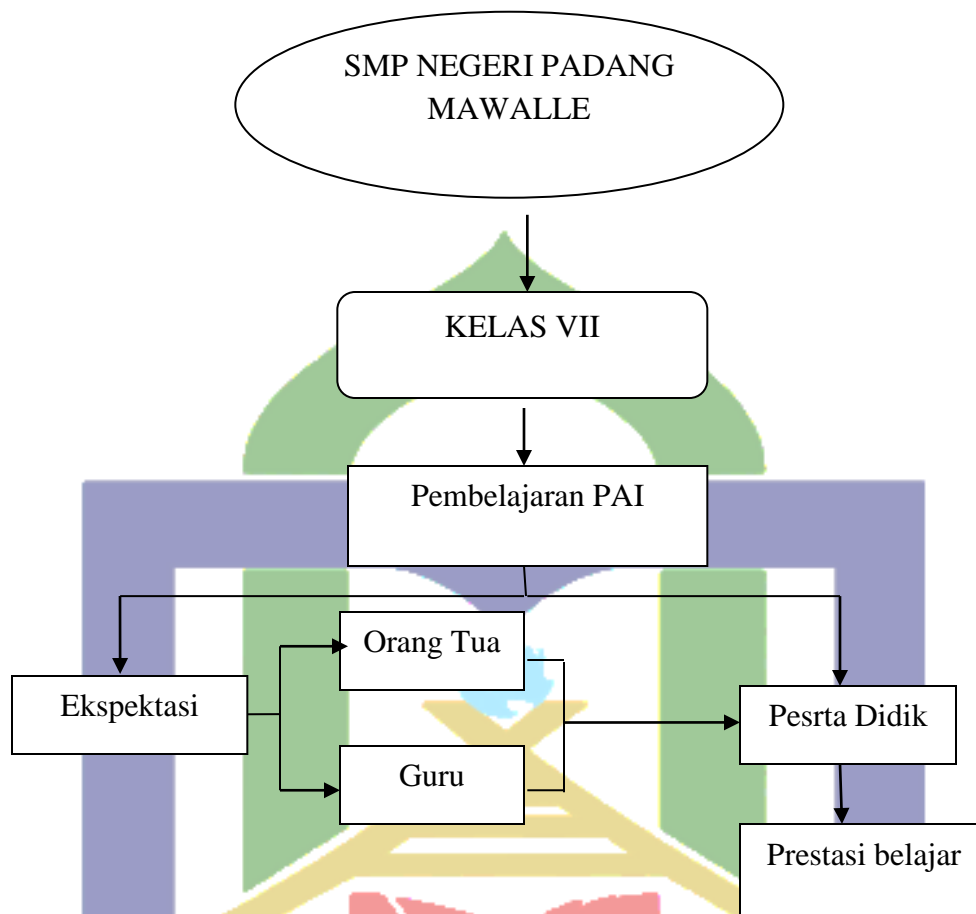 SMP NEGERI PADANG
MAWALLE
KELAS VII
Pembelajaran PAI
Orang Tua
Ekspektasi
Pesrta Didik
Guru
Prestasi belajar